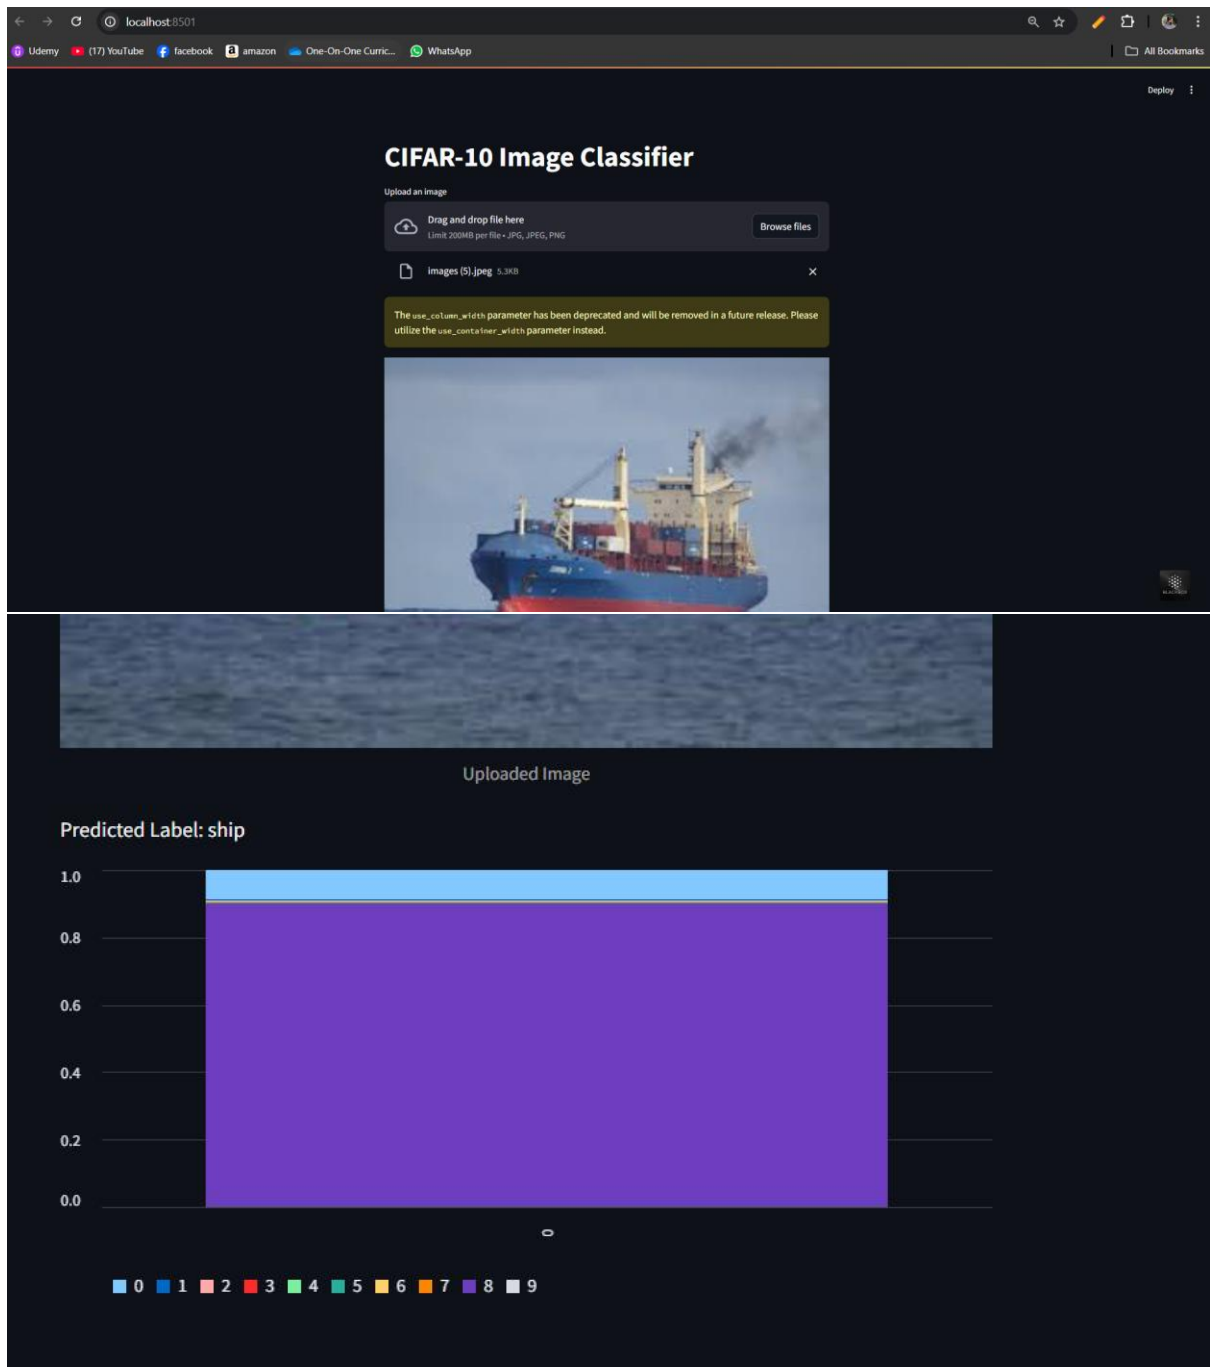 localhost:8501
Udemy (17) YouTube facebook amazon One-On-One Curric... WhatsApp All Bookmarks
Deploy
CIFAR-10 Image Classifier
Upload an image
Drag and drop file here
Limit 200MB per file • JPG, JPEG, PNG
Browse files
images (5).jpeg 5.3KB
The use_column_width parameter has been deprecated and will be removed in a future release. Please
utilize the use_container_width parameter instead.
Uploaded Image
Predicted Label: ship
1.0
0.8
0.6
0.4
0.2
0.0
0
0 1 2 3 4 5 6 7 8 9